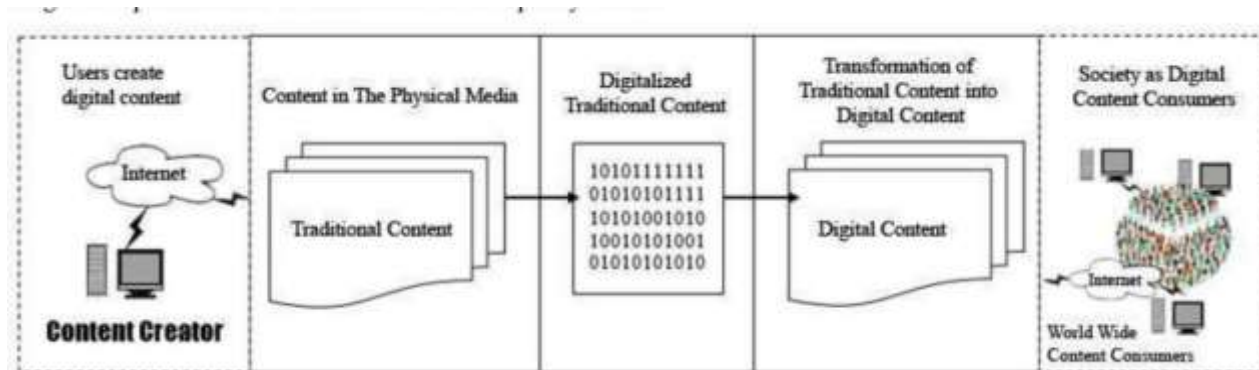 Users create
digital content
Internet
Content Creator
Content in The Physical Media
Traditional Content
Digitalized
Traditional Content
10101111111
01010101111
10101001010
10010101001
01010101010
Transformation of
Traditional Content into
Digital Content
Digital Content
Society as Digital
Content Consumers
Internet
World Wide
Content Consumers